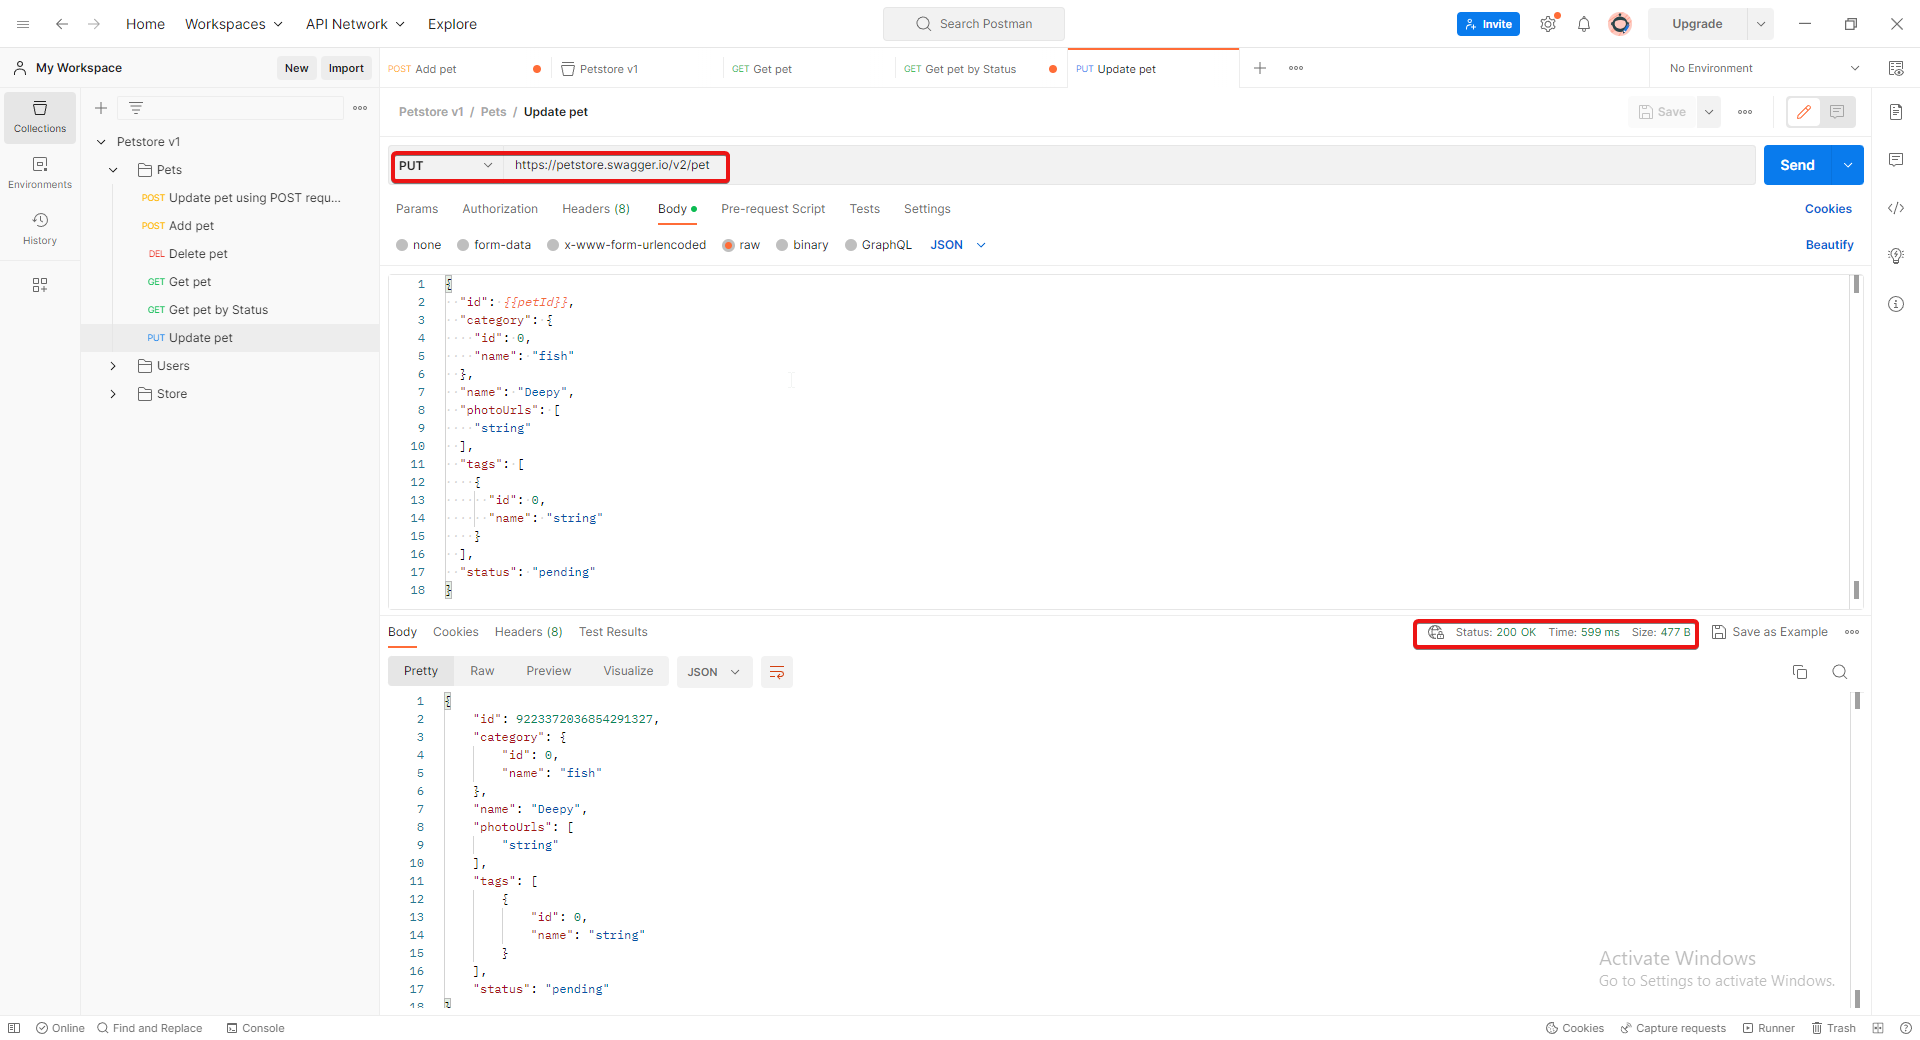 Home Workspaces API Network Explore Search Postman Invite Upgrade
My Workspace New Import POST Add pet Petstore v1 GET Get pet GET Get pet by Status PUT Update pet No Environment
Collections
Environments
History
Petstore v1
Pets
POST Update pet using POST requ...
POST Add pet
DEL Delete pet
GET Get pet
GET Get pet by Status
PUT Update pet
Users
Store
Petstore v1 / Pets / Update pet Save
PUT https://petstore.swagger.io/v2/pet Send
Params Authorization Headers (8) Body Pre-request Script Tests Settings Cookies
none form-data x-www-form-urlencoded raw binary GraphQL JSON Beautify
1 {
2 "id": {{petId}},
3 "category": {
4 "id": 0,
5 "name": "fish"
6 },
7 "name": "Deepy",
8 "photoUrls": [
9 "string"
10 ],
11 "tags": [
12 {
13 "id": 0,
14 "name": "string"
15 }
16 ],
17 "status": "pending"
18 }
Body Cookies Headers (8) Test Results Status: 200 OK Time: 599 ms Size: 477 B Save as Example
Pretty Raw Preview Visualize JSON
1 {
2 "id": 9223372036854291327,
3 "category": {
4 "id": 0,
5 "name": "fish"
6 },
7 "name": "Deepy",
8 "photoUrls": [
9 "string"
10 ],
11 "tags": [
12 {
13 "id": 0,
14 "name": "string"
15 }
16 ],
17 "status": "pending"
18 }
Activate Windows
Go to Settings to activate Windows.
Online Find and Replace Console Cookies Capture requests Runner Trash